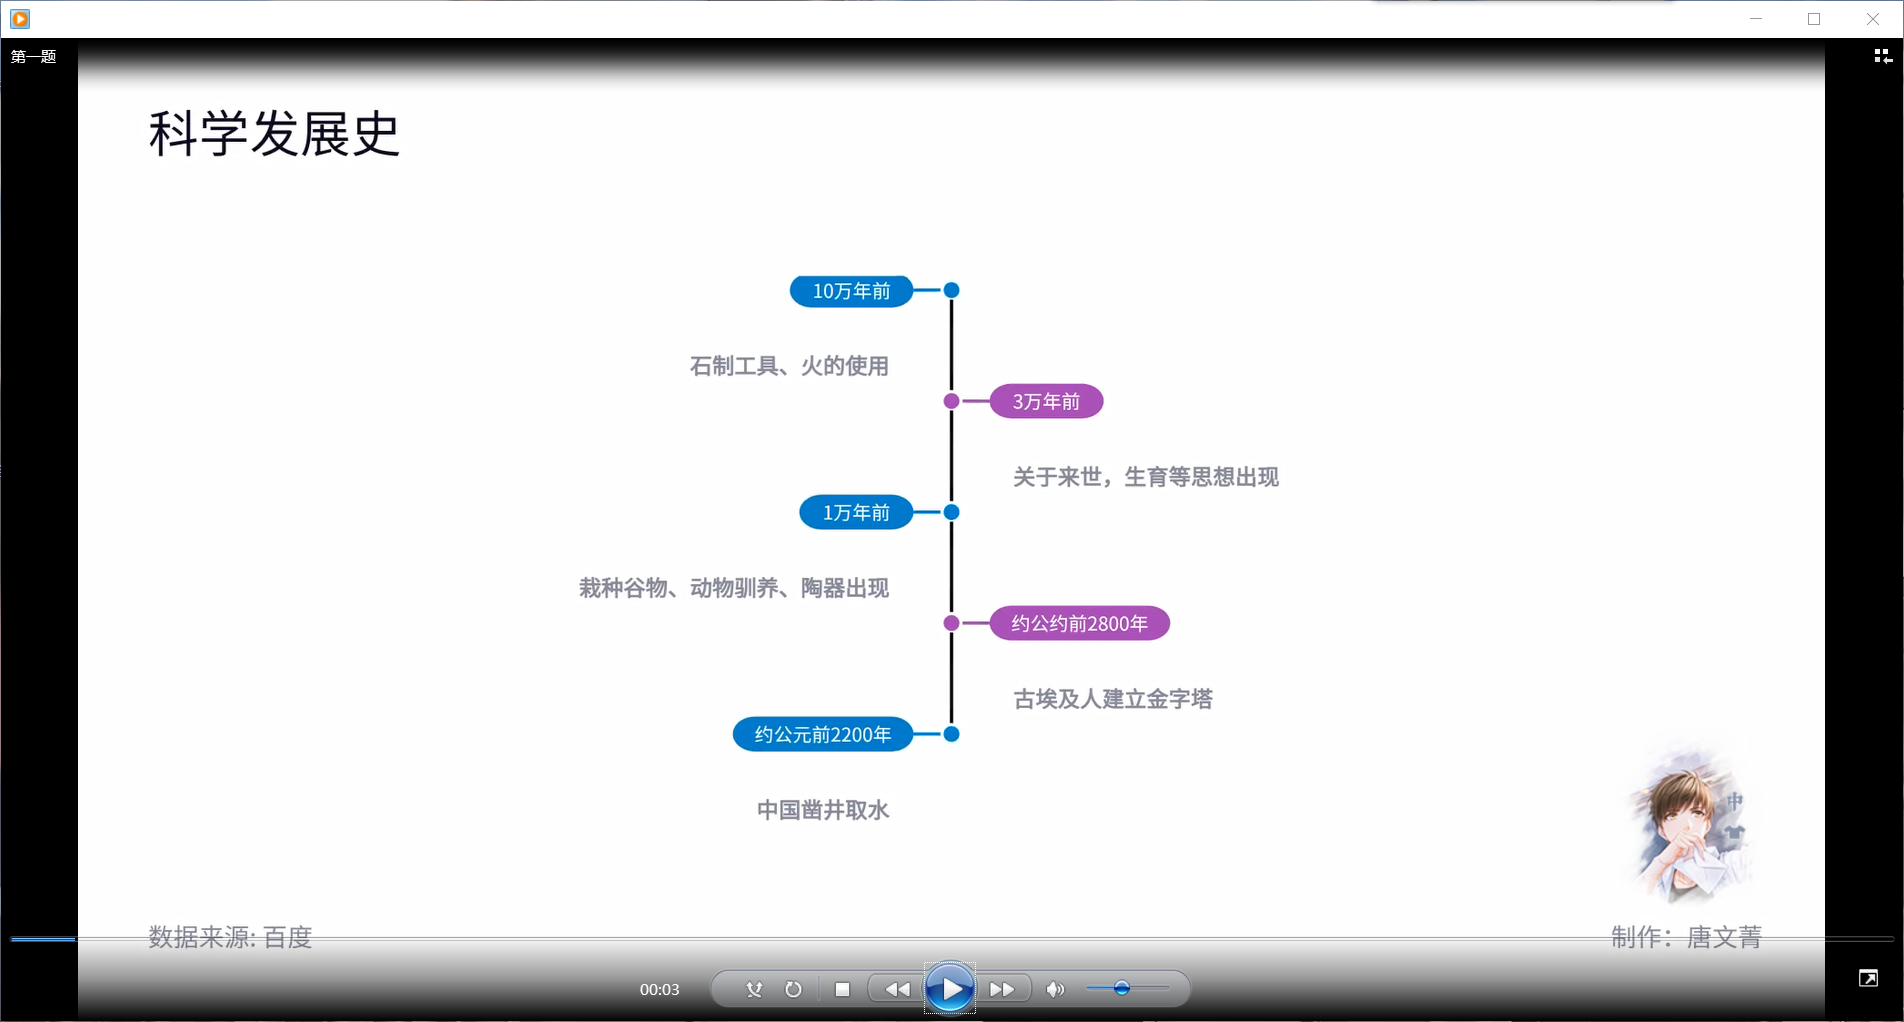 第一题
科学发展史
10万年前
石制工具、火的使用
3万年前
关于来世，生育等思想出现
1万年前
栽种谷物、动物驯养、陶器出现
约公约前2800年
古埃及人建立金字塔
约公元前2200年
中国凿井取水
中
数据来源: 百度
制作：唐文菁
00:03